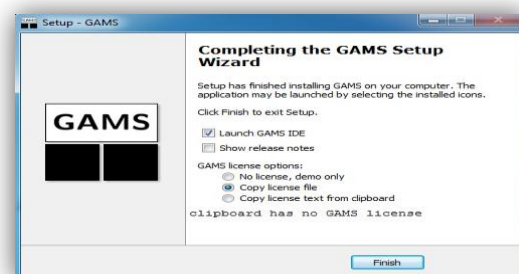 Setup - GAMS
Completing the GAMS Setup
Wizard
Setup has finished installing GAMS on your computer. The
application may be launched by selecting the installed icons.
Click Finish to exit Setup.
GAMS
Launch GAMS IDE
Show release notes
GAMS license options:
No license, demo only
Copy license file
Copy license text from clipboard
clipboard has no GAMS license
Finish